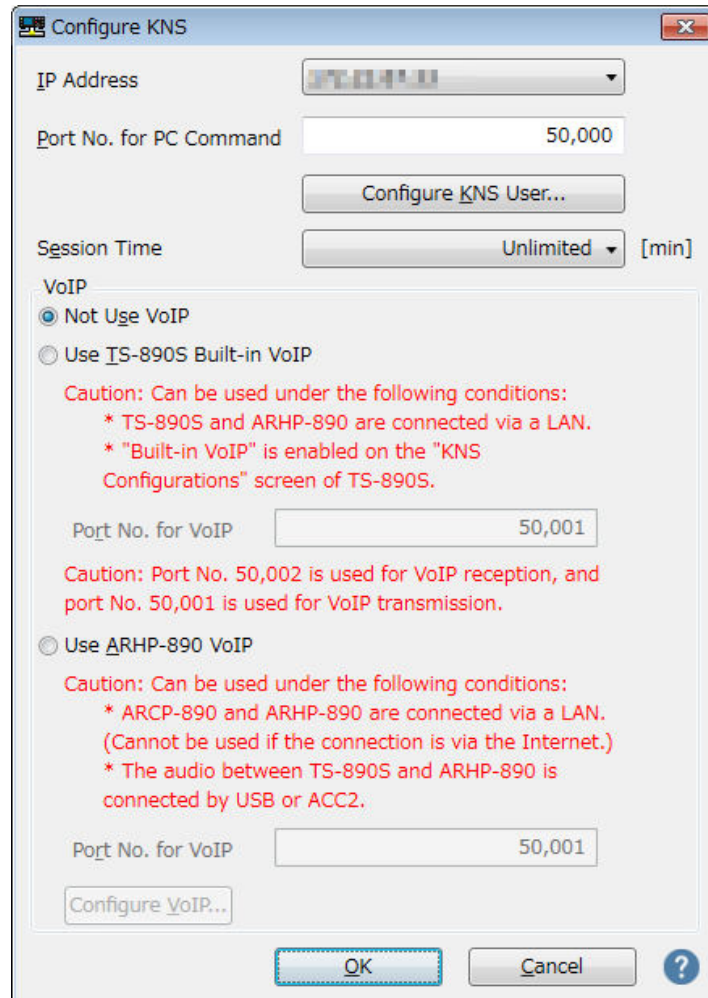 Configure KNS
IP Address
Port No. for PC Command 50,000
Configure KNS User...
Session Time Unlimited [min]
VoIP
Not Use VoIP
Use TS-890S Built-in VoIP
Caution: Can be used under the following conditions:
* TS-890S and ARHP-890 are connected via a LAN.
* "Built-in VoIP" is enabled on the "KNS
Configurations" screen of TS-890S.
Port No. for VoIP 50,001
Caution: Port No. 50,002 is used for VoIP reception, and
port No. 50,001 is used for VoIP transmission.
Use ARHP-890 VoIP
Caution: Can be used under the following conditions:
* ARCP-890 and ARHP-890 are connected via a LAN.
(Cannot be used if the connection is via the Internet.)
* The audio between TS-890S and ARHP-890 is
connected by USB or ACC2.
Port No. for VoIP 50,001
Configure VoIP...
OK Cancel ?